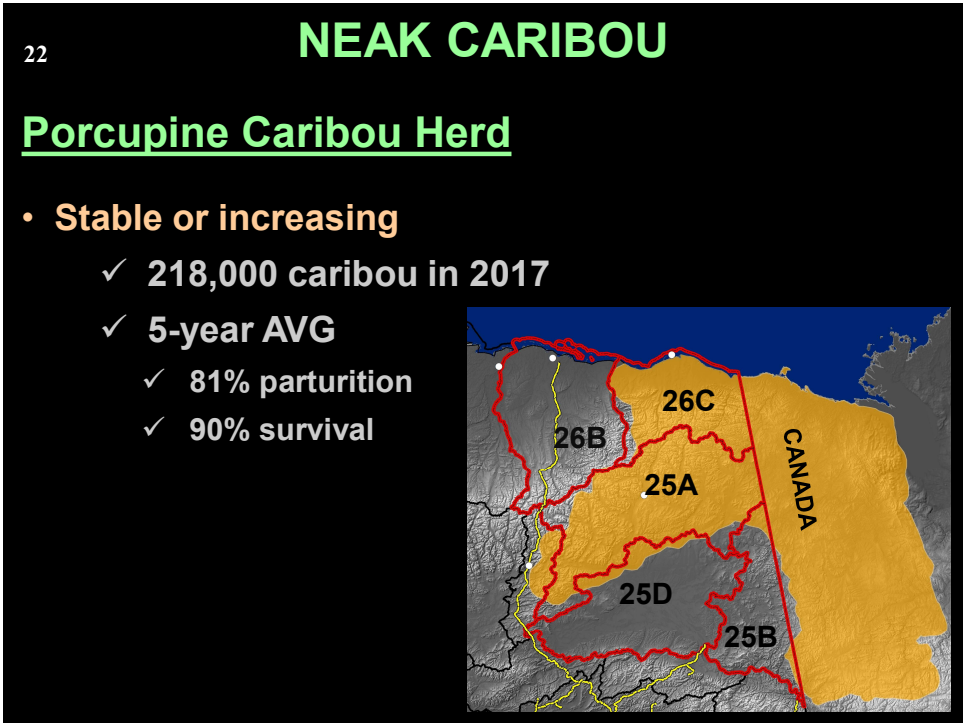 22
NEAK CARIBOU
Porcupine Caribou Herd
• Stable or increasing
✓ 218,000 caribou in 2017
✓ 5-year AVG
✓ 81% parturition
✓ 90% survival
26C
26B
CANADA
25A
25D
25B